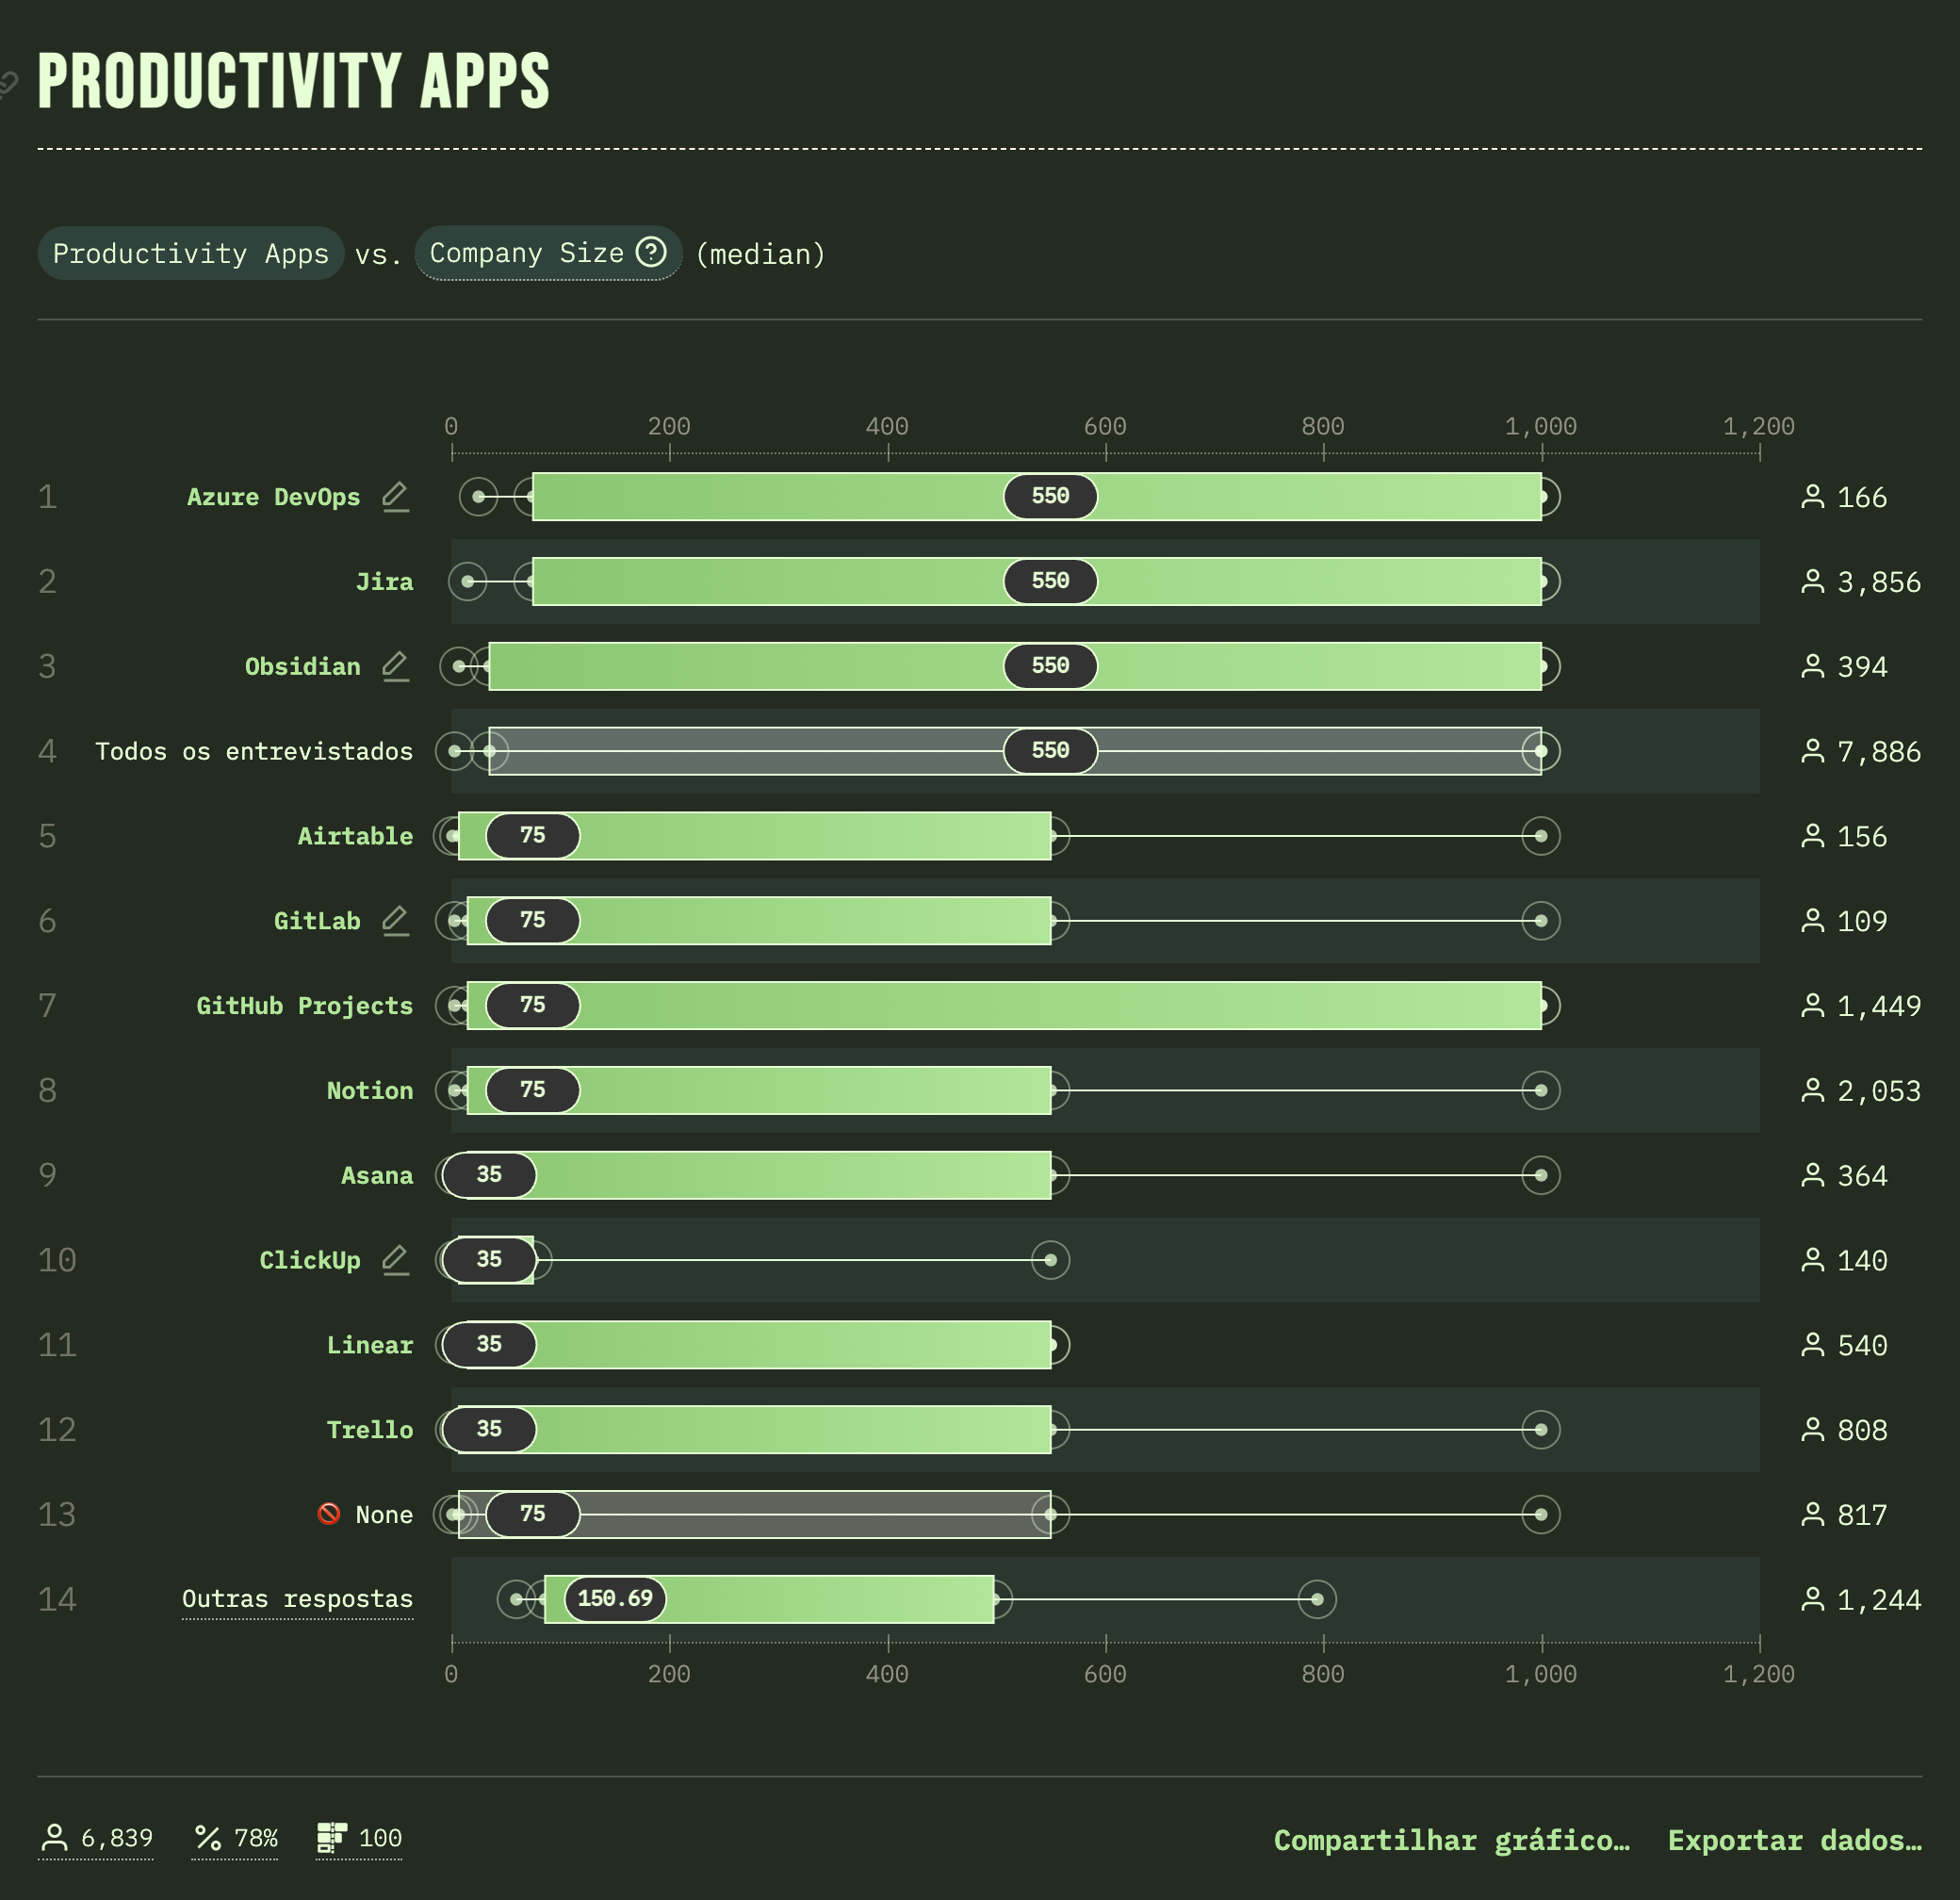 PRODUCTIVITY APPS
Productivity Apps vs. Company Size ? (median)
0 200 400 600 800 1,000 1,200
1 Azure DevOps 550 166
2 Jira 550 3,856
3 Obsidian 550 394
4 Todos os entrevistados 550 7,886
5 Airtable 75 156
6 GitLab 75 109
7 GitHub Projects 75 1,449
8 Notion 75 2,053
9 Asana 35 364
10 ClickUp 35 140
11 Linear 35 540
12 Trello 35 808
13 None 75 817
14 Outras respostas 150.69 1,244
0 200 400 600 800 1,000 1,200
6,839 78% 100 Compartilhar gráfico… Exportar dados…